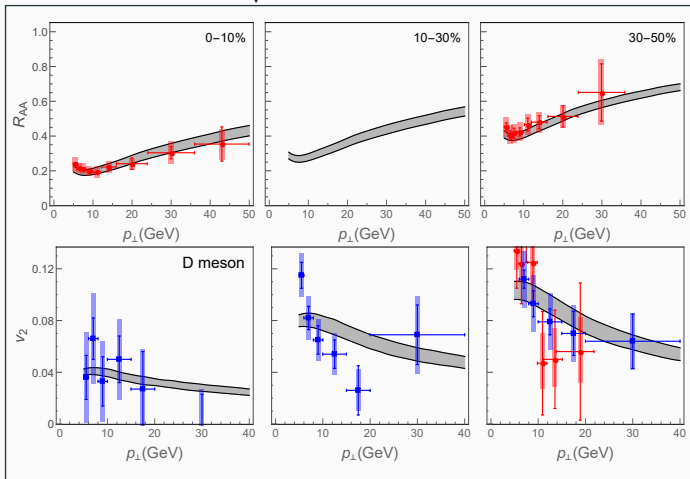 0–10%
10–30%
30–50%
1.0
0.8
0.6
0.4
0.2
0
R_AA
0 10 20 30 40 50
0 10 20 30 40 50
0 10 20 30 40 50
p⊥(GeV)
p⊥(GeV)
p⊥(GeV)
D meson
0.12
0.08
0.04
0
v₂
0 10 20 30 40
0 10 20 30 40
0 10 20 30 40
p⊥(GeV)
p⊥(GeV)
p⊥(GeV)